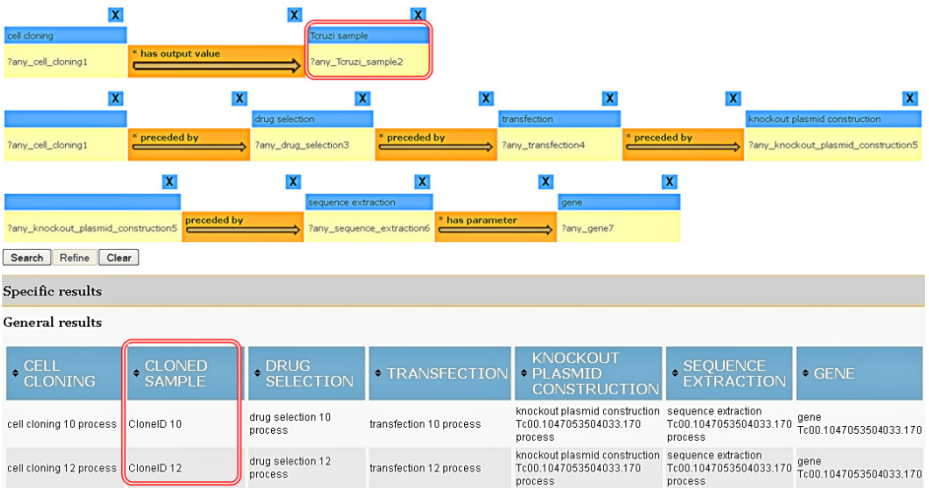 X X X
cell cloning Tcruzi sample
?any_cell_cloning1 * has output value ?any_Tcruzi_sample2
X X X X X X X
drug selection transfection knockout plasmid construction
?any_cell_cloning1 * preceded by ?any_drug_selection3 * preceded by ?any_transfection4 * preceded by ?any_knockout_plasmid_construction5
X X X X X
sequence extraction gene
?any_knockout_plasmid_construction5 preceded by ?any_sequence_extraction6 * has parameter ?any_gene7
Search Refine Clear
Specific results
General results
CELL CLONING
CLONED SAMPLE
DRUG SELECTION
TRANSFECTION
KNOCKOUT PLASMID CONSTRUCTION
SEQUENCE EXTRACTION
GENE
cell cloning 10 process
CloneID 10
drug selection 10 process
transfection 10 process
knockout plasmid construction Tc00.1047053504033.170 process
sequence extraction Tc00.1047053504033.170 process
gene Tc00.1047053504033.170
cell cloning 12 process
CloneID 12
drug selection 12 process
transfection 12 process
knockout plasmid construction Tc00.1047053504033.170 process
sequence extraction Tc00.1047053504033.170 process
gene Tc00.1047053504033.170